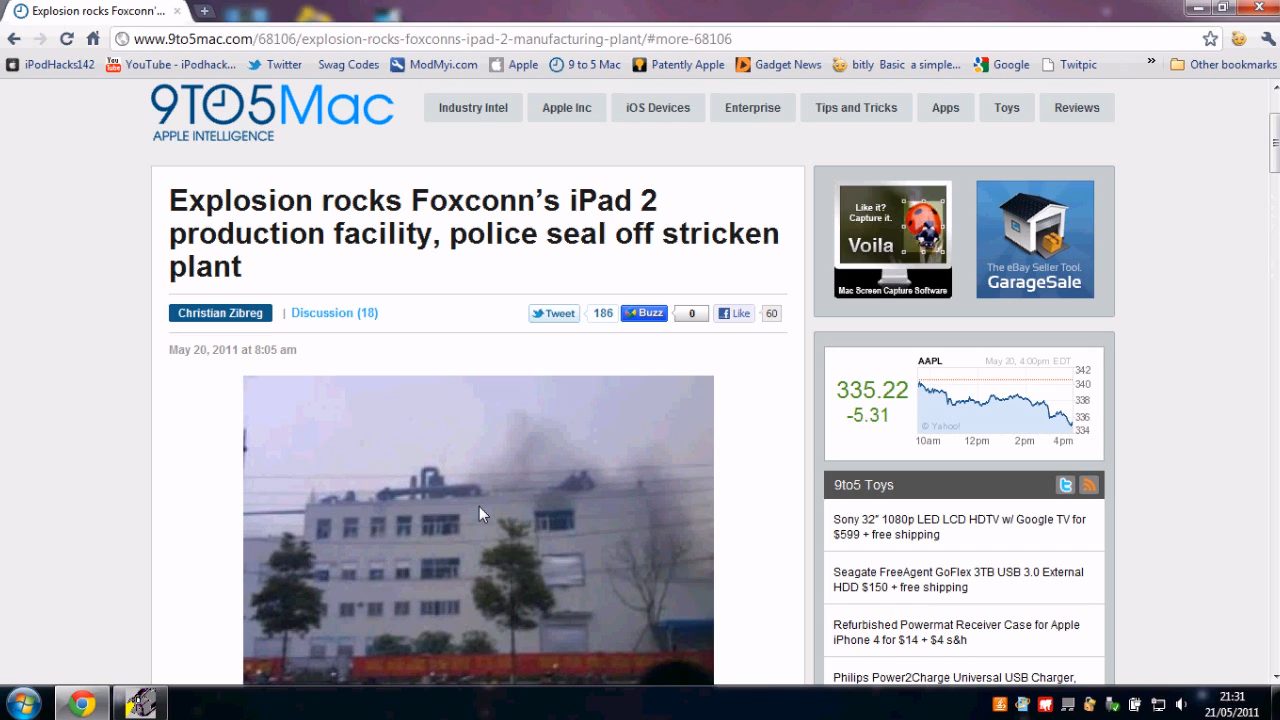 Explosion rocks Foxconn'...
www.9to5mac.com/68106/explosion-rocks-foxconns-ipad-2-manufacturing-plant/#more-68106
iPodHacks142
You Tube
YouTube - iPodhack...
Twitter
Swag Codes
ModMyi.com
Apple
9 to 5 Mac
Patently Apple
Gadget News
bitly Basic a simple...
Google
Twitpic
»
Other bookmarks
9TO5Mac
APPLE INTELLIGENCE
Industry Intel
Apple Inc
iOS Devices
Enterprise
Tips and Tricks
Apps
Toys
Reviews
Explosion rocks Foxconn’s iPad 2
production facility, police seal off stricken
plant
Christian Zibreg | Discussion (18)
Tweet 186 Buzz 0 Like 60
May 20, 2011 at 8:05 am
Like it?
Capture it.
Voila
Mac Screen Capture Software
The eBay Seller Tool.
GarageSale
AAPL May 20, 4:00pm EDT
335.22
-5.31
342
340
338
336
334
© Yahoo!
10am 12pm 2pm 4pm
9to5 Toys
Sony 32" 1080p LED LCD HDTV w/ Google TV for
$599 + free shipping
Seagate FreeAgent GoFlex 3TB USB 3.0 External
HDD $150 + free shipping
Refurbished Powermat Receiver Case for Apple
iPhone 4 for $14 + $4 s&h
Philips Power2Charge Universal USB Charger,
21:31
21/05/2011